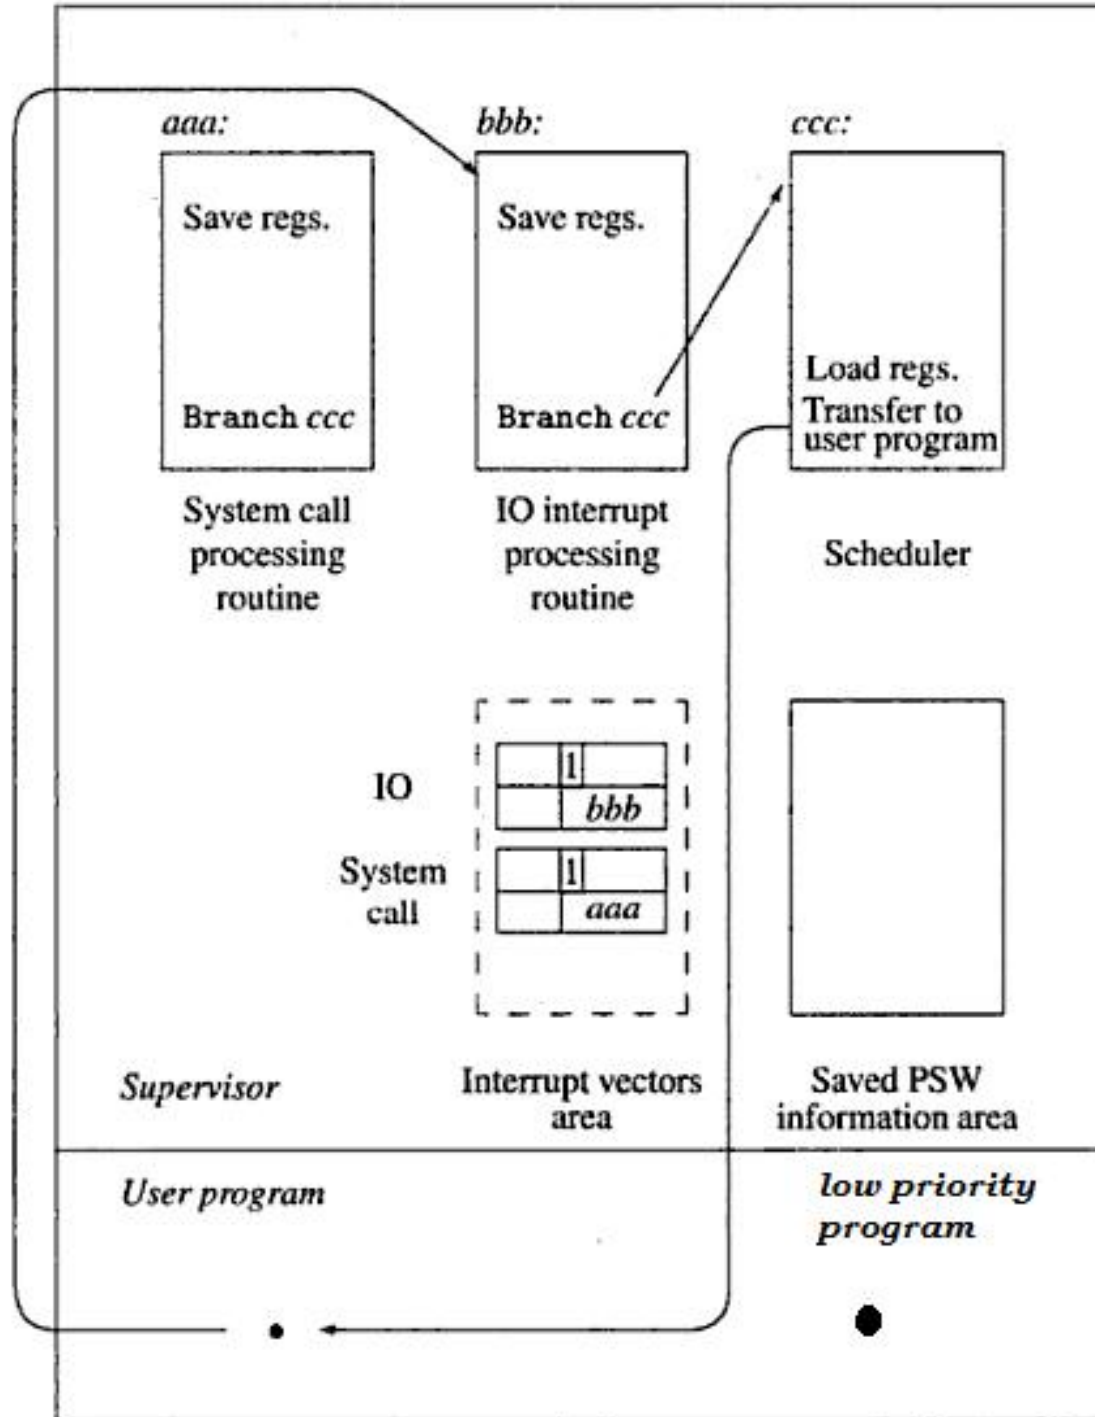 aaa:
bbb:
ccc:
Save regs.
Branch ccc
Save regs.
Branch ccc
Load regs.
Transfer to
user program
System call
processing
routine
IO interrupt
processing
routine
Scheduler
IO
1
bbb
System
call
1
aaa
Supervisor
Interrupt vectors
area
Saved PSW
information area
User program
low priority
program